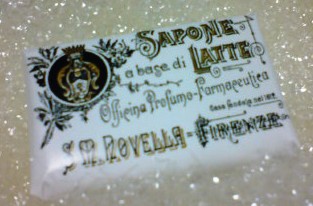 SAPONE
LATTE
a base di
Officina Profumo-Farmaceutica
S.M. NOVELLA - FIRENZE